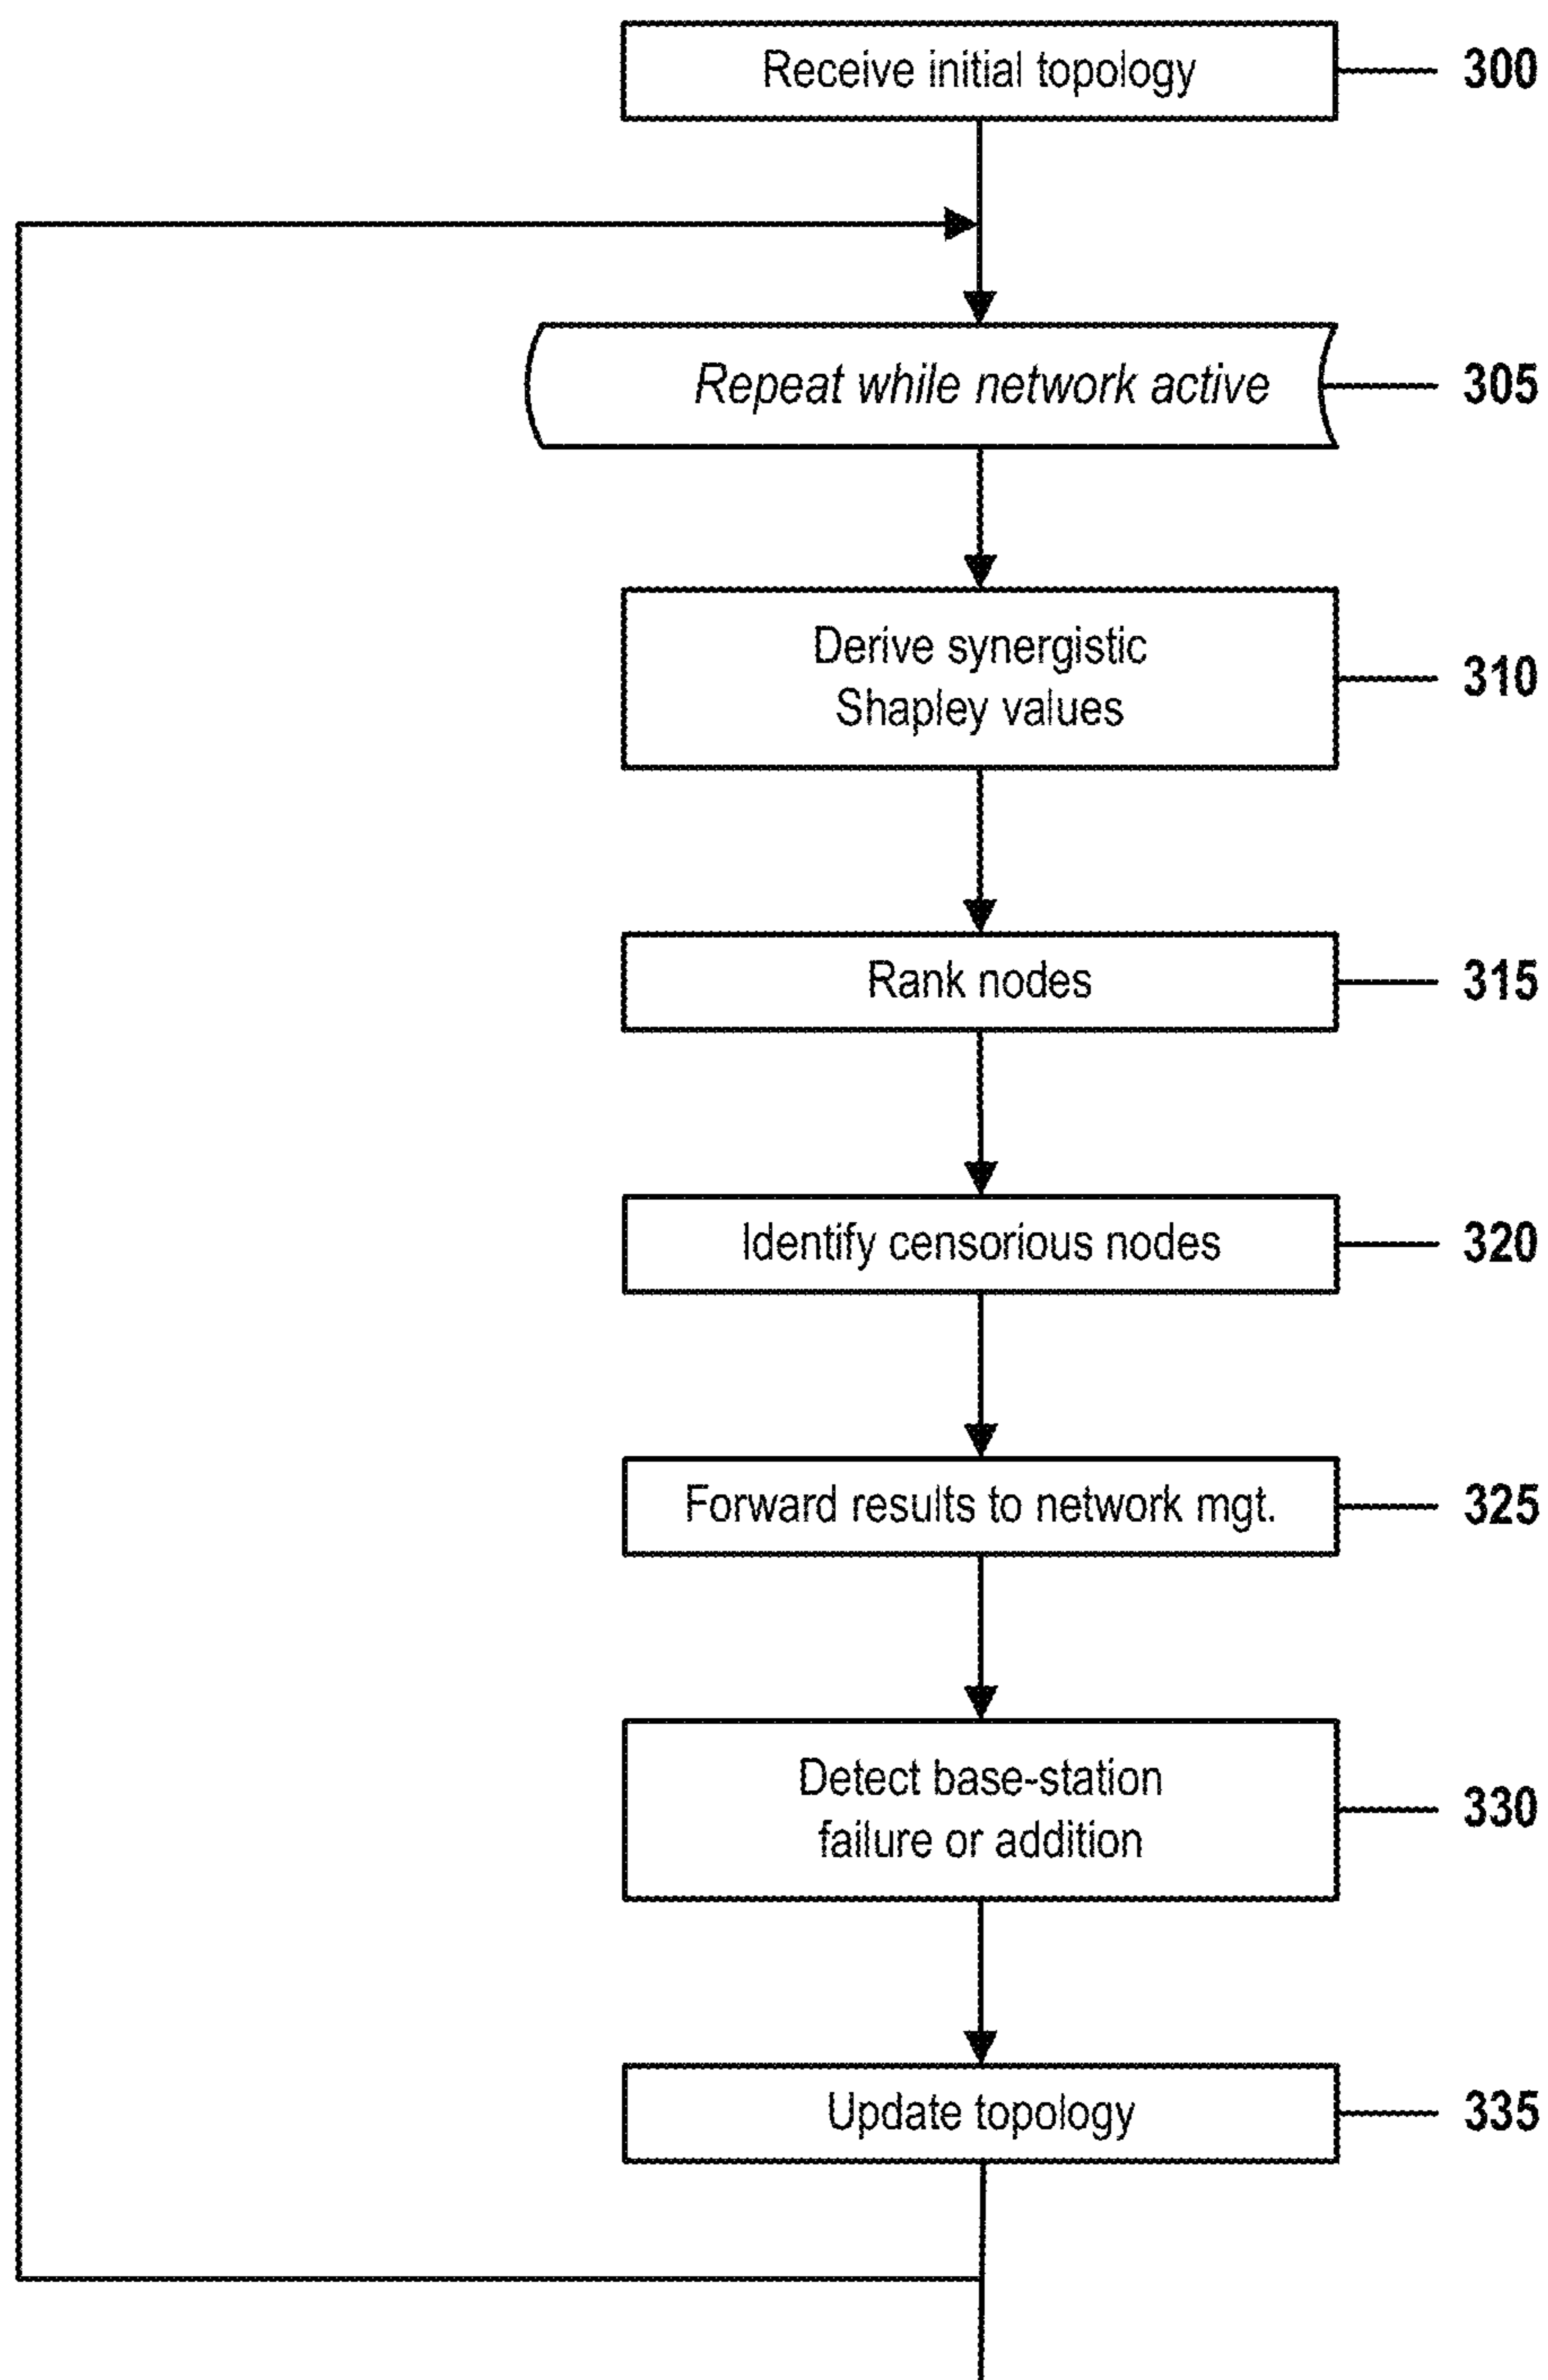 Receive initial topology 300
Repeat while network active 305
Derive synergistic
Shapley values 310
Rank nodes 315
Identify censorious nodes 320
Forward results to network mgt. 325
Detect base-station
failure or addition 330
Update topology 335